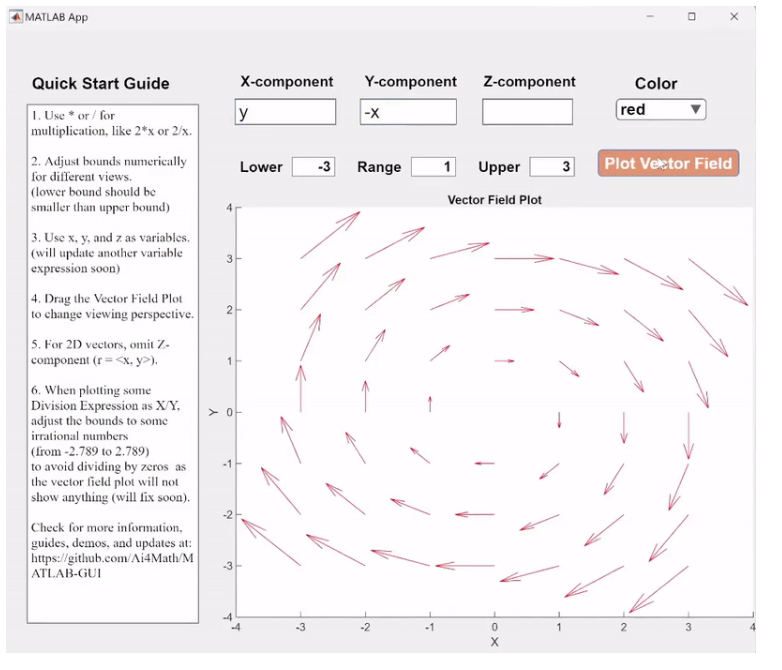 MATLAB App
Quick Start Guide
1. Use * or / for
multiplication, like 2*x or 2/x.
2. Adjust bounds numerically
for different views.
(lower bound should be
smaller than upper bound)
3. Use x, y, and z as variables.
(will update another variable
expression soon)
4. Drag the Vector Field Plot
to change viewing perspective.
5. For 2D vectors, omit Z-
component (r = <x, y>).
6. When plotting some
Division Expression as X/Y,
adjust the bounds to some
irrational numbers
(from -2.789 to 2.789)
to avoid dividing by zeros as
the vector field plot will not
show anything (will fix soon).
Check for more information,
guides, demos, and updates at:
https://github.com/Ai4Math/M
ATLAB-GUI
X-component Y-component Z-component Color
y -x red
Lower -3 Range 1 Upper 3 Plot Vector Field
Vector Field Plot
4
3
2
1
0
-1
-2
-3
-4
Y
-4 -3 -2 -1 0 1 2 3 4
X